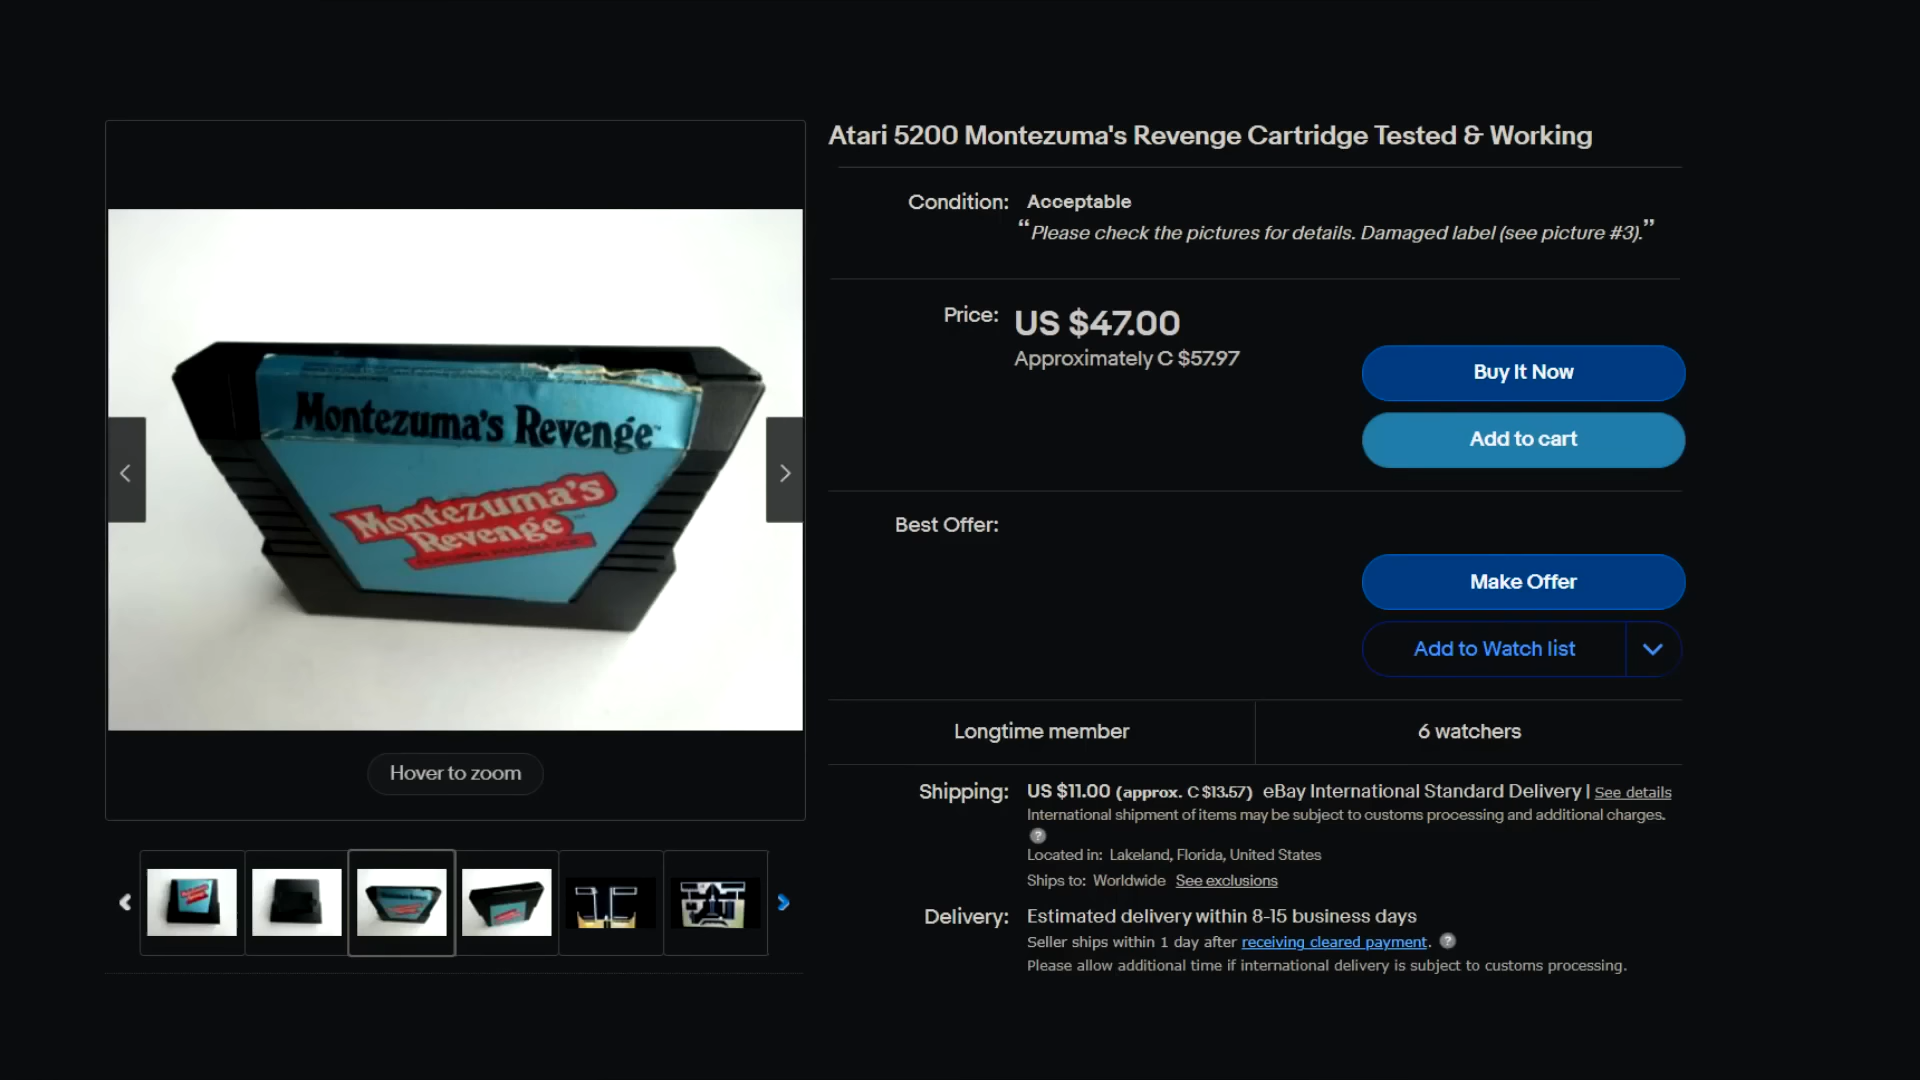 Atari 5200 Montezuma's Revenge Cartridge Tested & Working
Condition: Acceptable
“Please check the pictures for details. Damaged label (see picture #3).”
Price: US $47.00
Approximately C $57.97
Buy It Now
Add to cart
Best Offer:
Make Offer
Add to Watch list
Longtime member
6 watchers
Shipping: US $11.00 (approx. C $13.57) eBay International Standard Delivery | See details
International shipment of items may be subject to customs processing and additional charges.
?
Located in: Lakeland, Florida, United States
Ships to: Worldwide See exclusions
Delivery: Estimated delivery within 8-15 business days
Seller ships within 1 day after receiving cleared payment. ?
Please allow additional time if international delivery is subject to customs processing.
Montezuma's Revenge™
Montezuma's
Revenge™
Hover to zoom